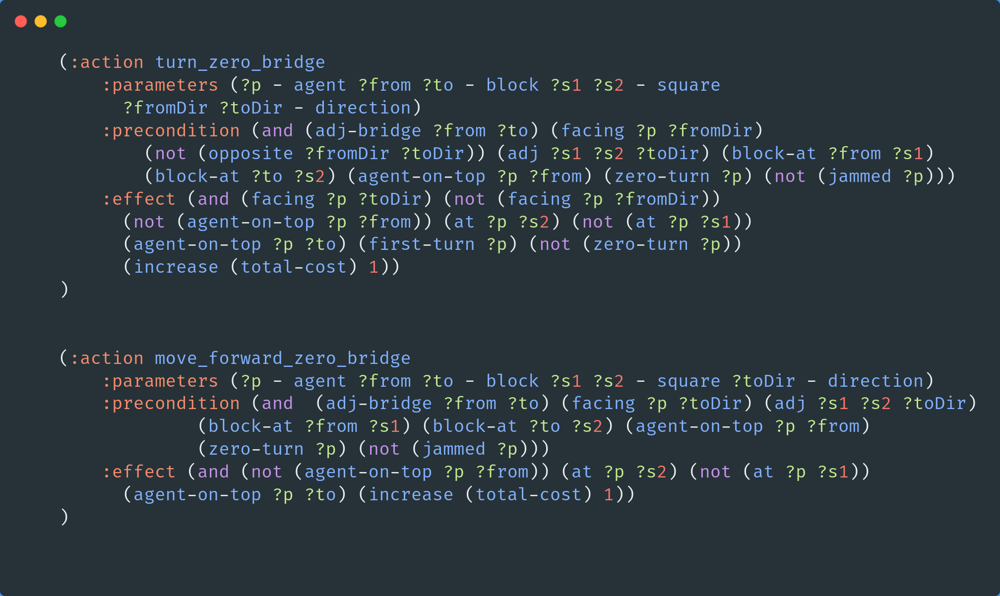 (:action turn_zero_bridge
:parameters (?p - agent ?from ?to - block ?s1 ?s2 - square
?fromDir ?toDir - direction)
:precondition (and (adj-bridge ?from ?to) (facing ?p ?fromDir)
(not (opposite ?fromDir ?toDir)) (adj ?s1 ?s2 ?toDir) (block-at ?from ?s1)
(block-at ?to ?s2) (agent-on-top ?p ?from) (zero-turn ?p) (not (jammed ?p)))
:effect (and (facing ?p ?toDir) (not (facing ?p ?fromDir))
(not (agent-on-top ?p ?from)) (at ?p ?s2) (not (at ?p ?s1))
(agent-on-top ?p ?to) (first-turn ?p) (not (zero-turn ?p))
(increase (total-cost) 1))
)
(:action move_forward_zero_bridge
:parameters (?p - agent ?from ?to - block ?s1 ?s2 - square ?toDir - direction)
:precondition (and  (adj-bridge ?from ?to) (facing ?p ?toDir) (adj ?s1 ?s2 ?toDir)
(block-at ?from ?s1) (block-at ?to ?s2) (agent-on-top ?p ?from)
(zero-turn ?p) (not (jammed ?p)))
:effect (and (not (agent-on-top ?p ?from)) (at ?p ?s2) (not (at ?p ?s1))
(agent-on-top ?p ?to) (increase (total-cost) 1))
)